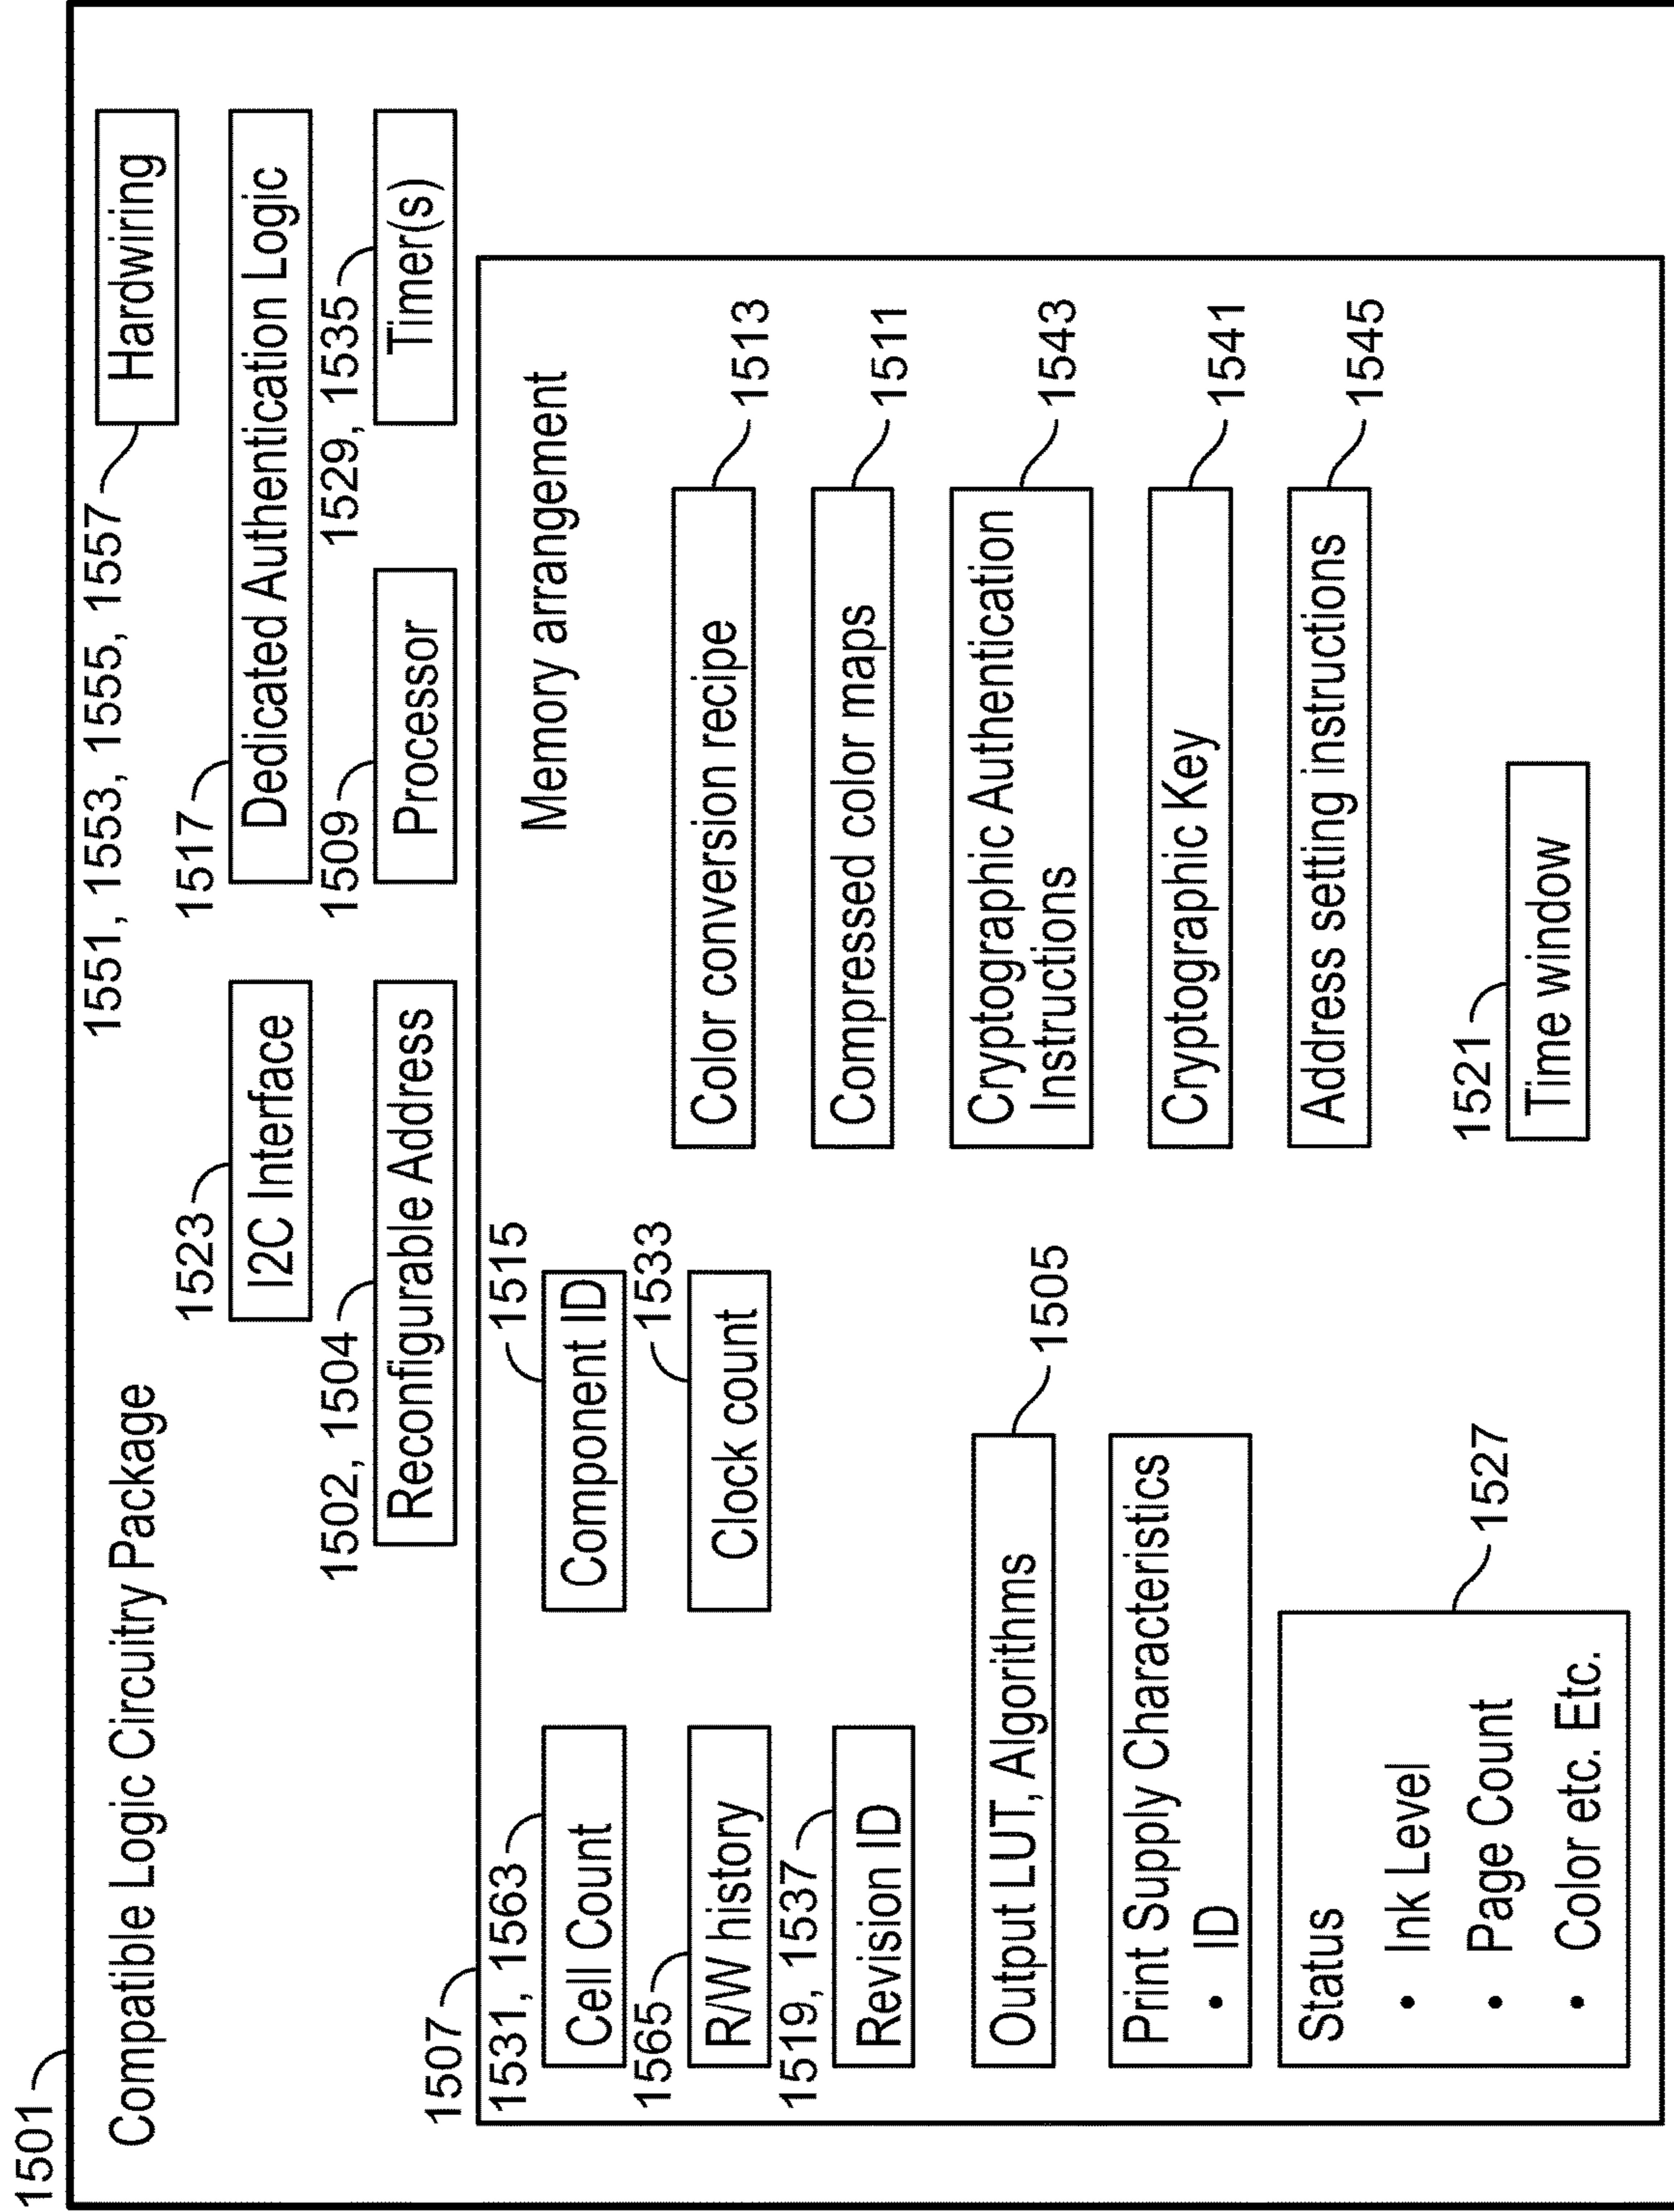 1501
Compatible Logic Circuitry Package
1551, 1553, 1555, 1557
Hardwiring
1523
I2C Interface
1517
Dedicated Authentication Logic
1502, 1504
Reconfigurable Address
1509
Processor
1529, 1535
Timer(s)
1507
Memory arrangement
1531, 1563
Cell Count
1515
Component ID
1565
R/W history
1533
Clock count
1519, 1537
Revision ID
Output LUT, Algorithms
1505
Print Supply Characteristics
• ID
Status
• Ink Level
• Page Count
• Color etc. Etc.
1527
Color conversion recipe
1513
Compressed color maps
1511
Cryptographic Authentication
Instructions
1543
Cryptographic Key
1541
Address setting instructions
1545
1521
Time window